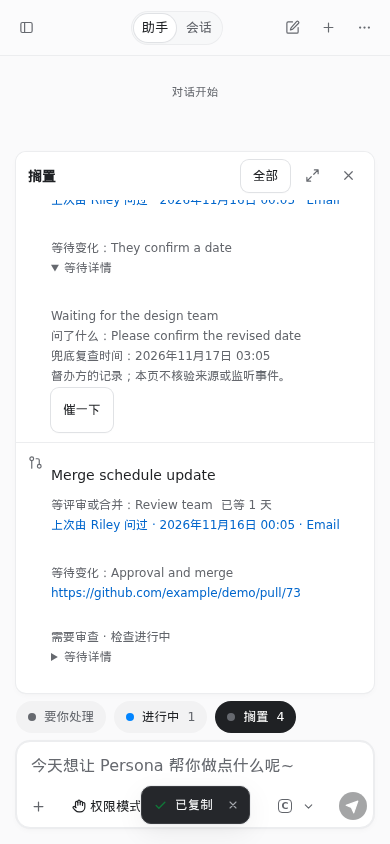 助手 会话
对话开始
搁置 全部
上次由 Riley 问过 · 2026年11月16日 00:05 · Email
等待变化：They confirm a date
▼ 等待详情
Waiting for the design team
问了什么：Please confirm the revised date
兜底复查时间：2026年11月17日 03:05
督办方的记录；本页不核验来源或监听事件。
催一下
Merge schedule update
等评审或合并：Review team 已等 1 天
上次由 Riley 问过 · 2026年11月16日 00:05 · Email
等待变化：Approval and merge
https://github.com/example/demo/pull/73
需要审查 · 检查进行中
▶ 等待详情
要你处理 进行中 1 搁置 4
今天想让 Persona 帮你做点什么呢~
权限模式 已复制 C